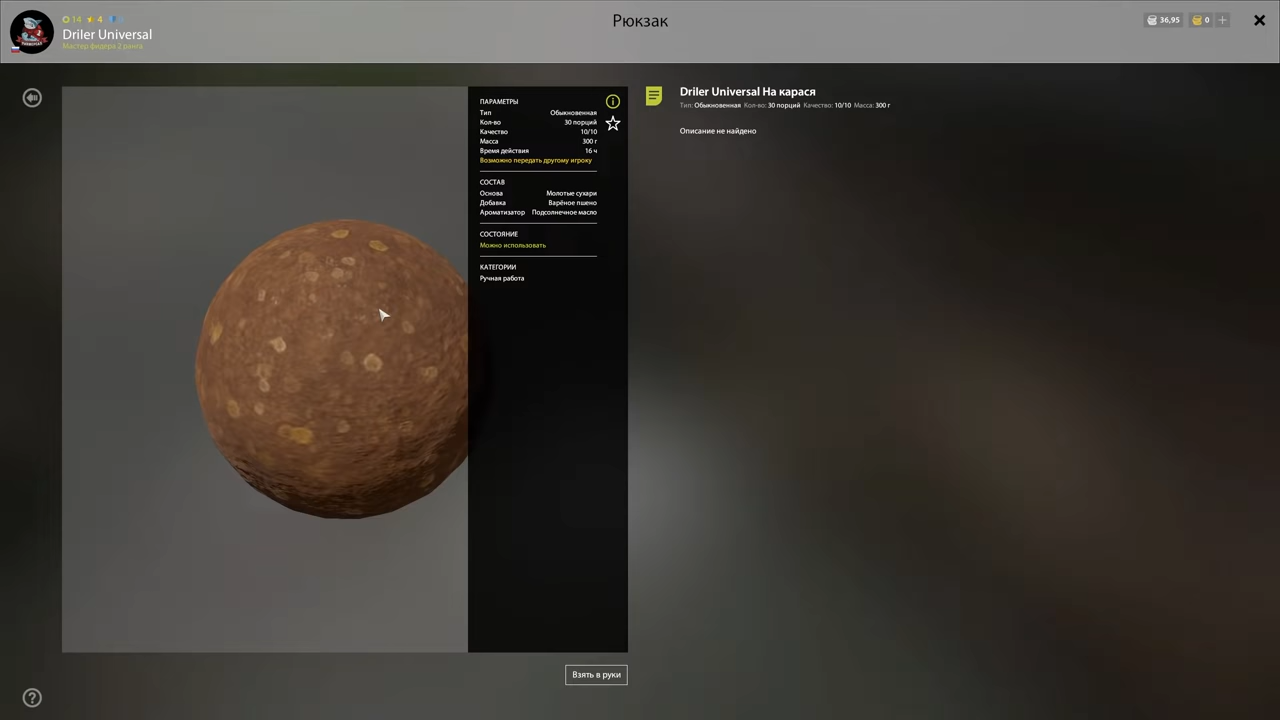 14 4
Driler Universal
Мастер фидера 2 ранга
Рюкзак
36,95 0 +
ПАРАМЕТРЫ
Тип Обыкновенная
Кол-во 30 порций
Качество 10/10
Масса 300 г
Время действия 16 ч
Возможно передать другому игроку
СОСТАВ
Основа Молотые сухари
Добавка Варёное пшено
Ароматизатор Подсолнечное масло
СОСТОЯНИЕ
Можно использовать
КАТЕГОРИИ
Ручная работа
Driler Universal На карася
Тип: Обыкновенная Кол-во: 30 порций Качество: 10/10 Масса: 300 г
Описание не найдено
Взять в руки
?